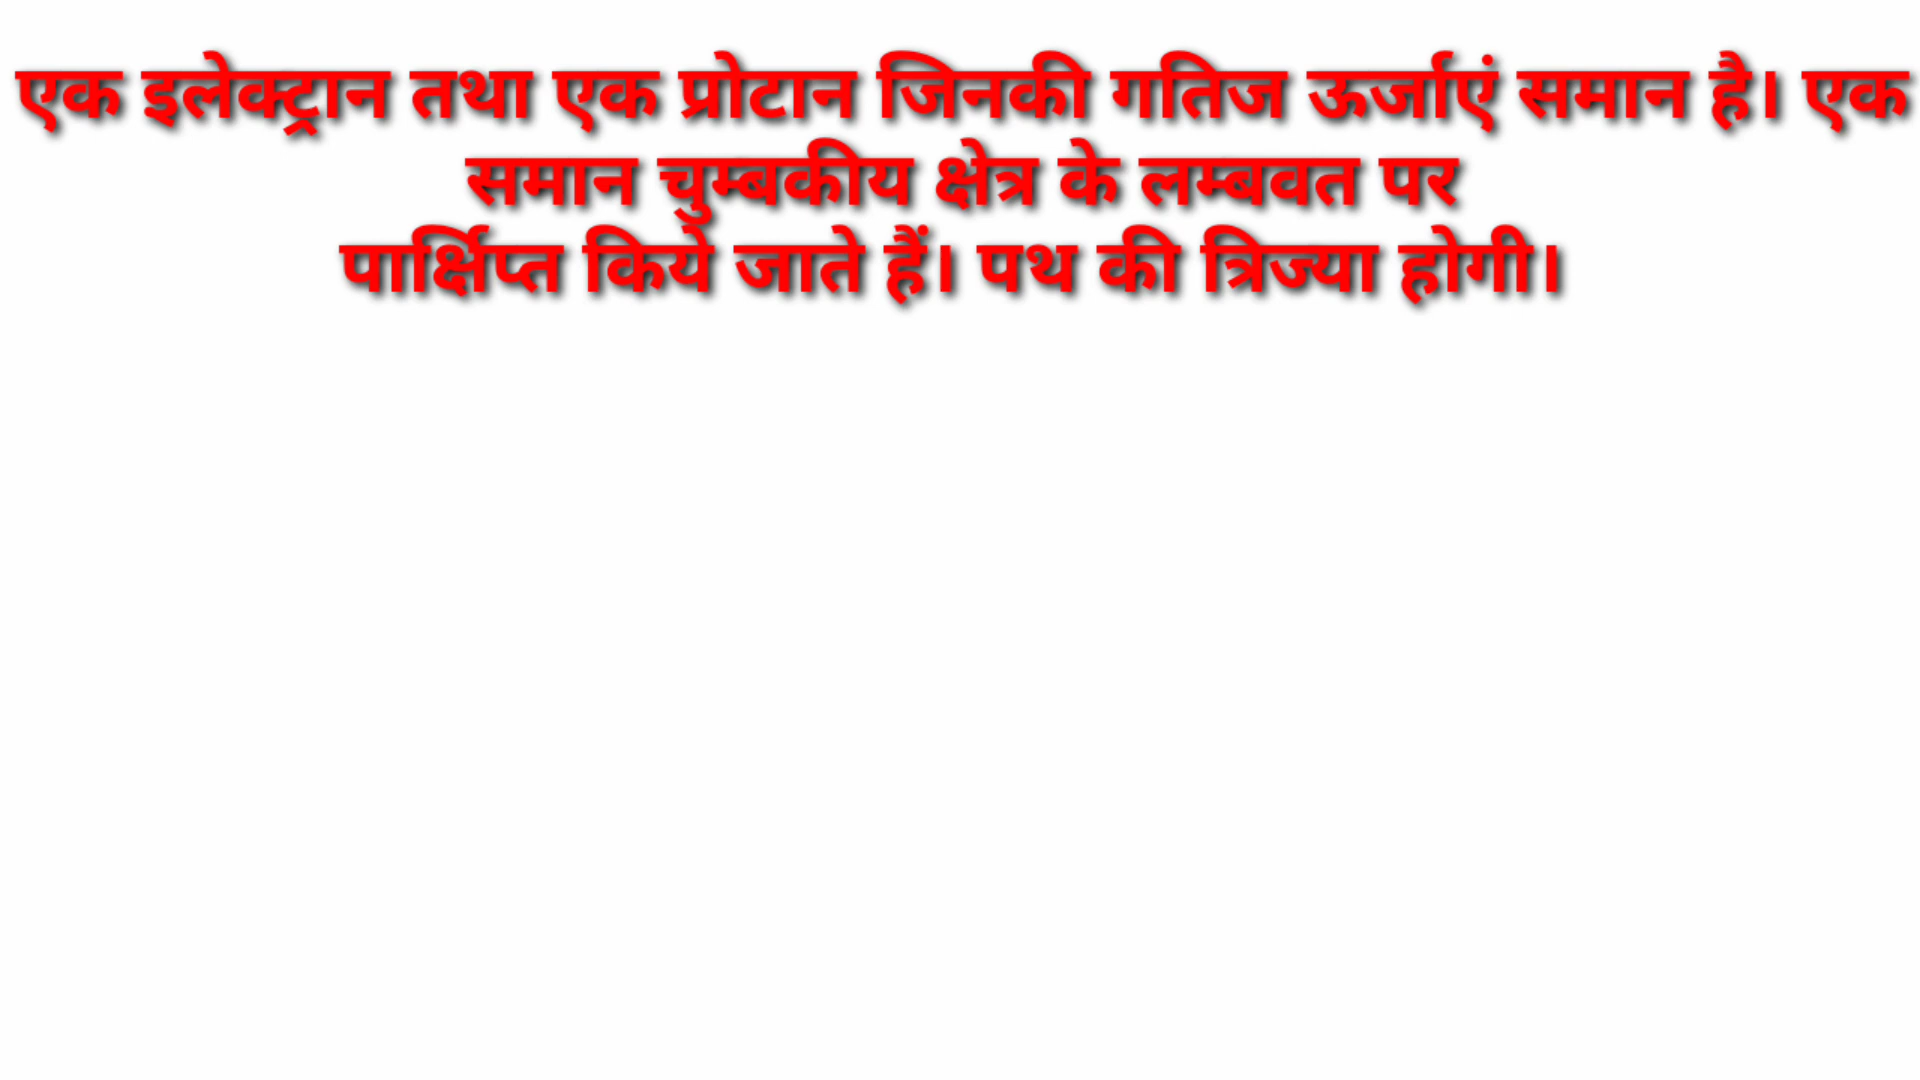 एक इलेक्ट्रान तथा एक प्रोटान जिनकी गतिज ऊर्जाएं समान है। एक
समान चुम्बकीय क्षेत्र के लम्बवत पर
पार्क्षिप्त किये जाते हैं। पथ की त्रिज्या होगी।